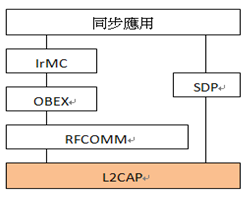 同步應用
IrMC
SDP
OBEX
RFCOMM
L2CAP